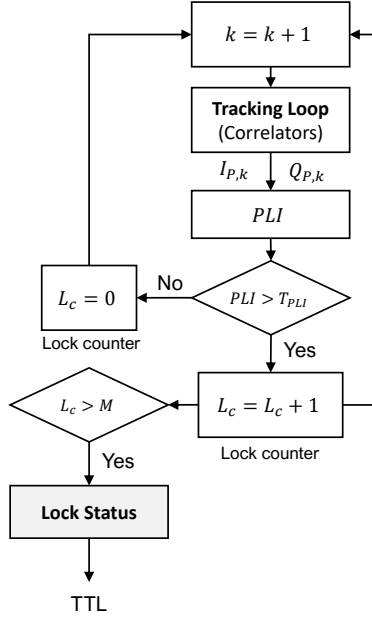 k = k + 1
Tracking Loop
(Correlators)
I_{P,k} Q_{P,k}
PLI
PLI > T_{PLI}
No
L_c = 0
Lock counter
Yes
L_c = L_c + 1
Lock counter
L_c > M
Yes
Lock Status
TTL